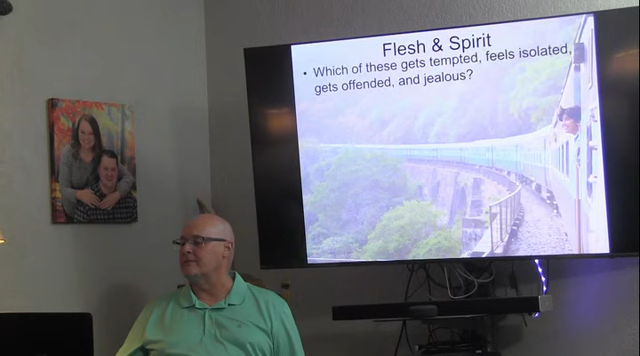 Flesh & Spirit
• Which of these gets tempted, feels isolated,
gets offended, and jealous?